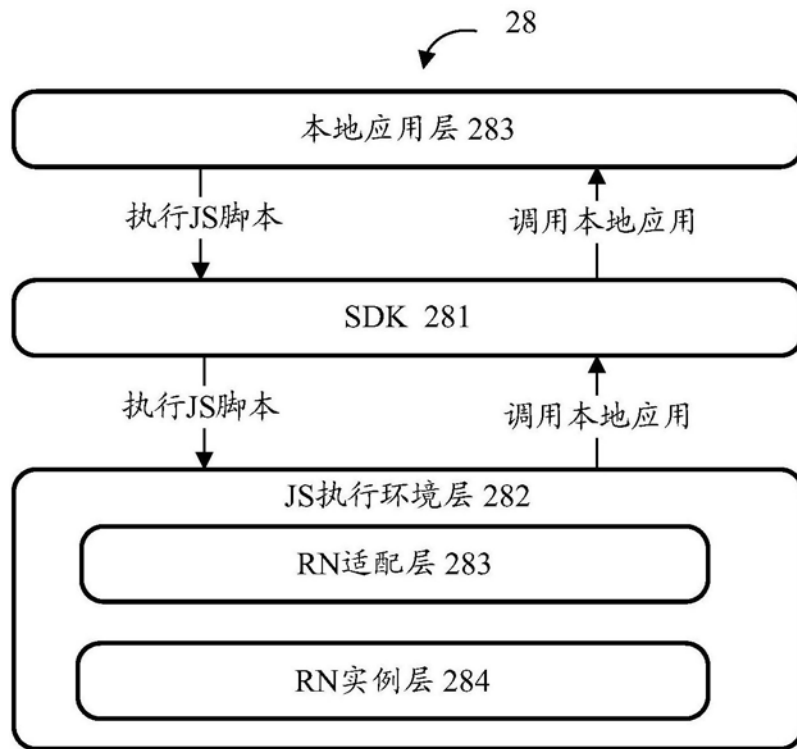 28
本地应用层 283
执行JS脚本 调用本地应用
SDK 281
执行JS脚本 调用本地应用
JS执行环境层 282
RN适配层 283
RN实例层 284